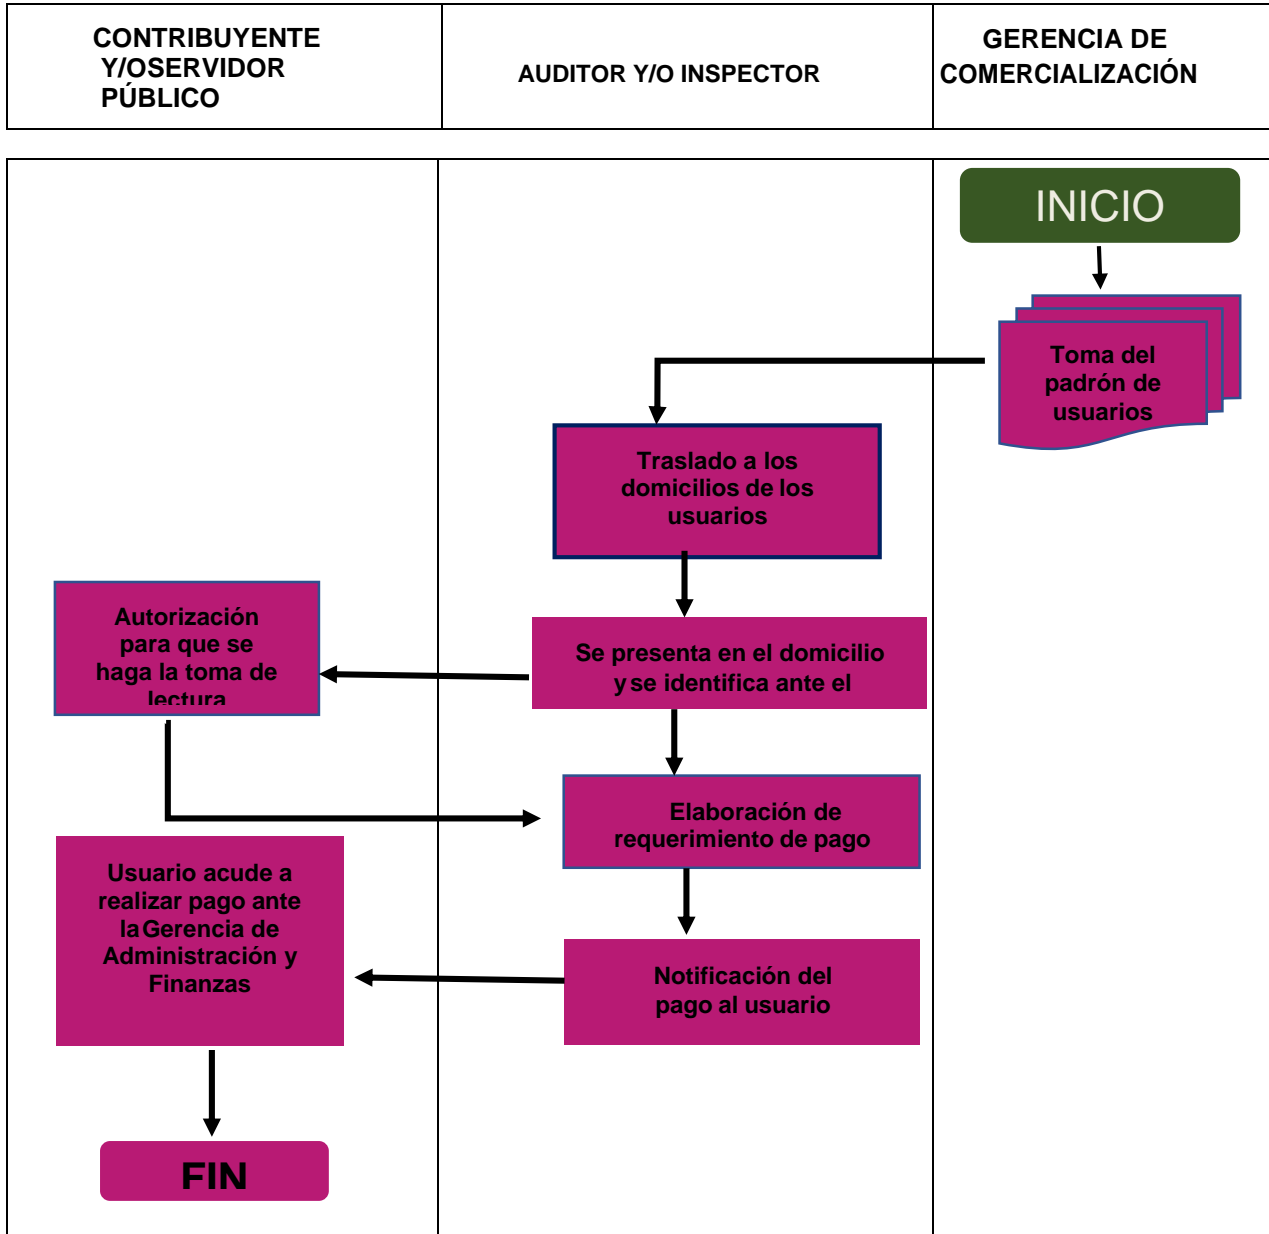 CONTRIBUYENTE
Y/OSERVIDOR
PÚBLICO
AUDITOR Y/O INSPECTOR
GERENCIA DE
COMERCIALIZACIÓN
INICIO
Toma del
padrón de
usuarios
Traslado a los
domicilios de los
usuarios
Se presenta en el domicilio
y se identifica ante el
Autorización
para que se
haga la toma de
lectura
Elaboración de
requerimiento de pago
Notificación del
pago al usuario
Usuario acude a
realizar pago ante
la Gerencia de
Administración y
Finanzas
FIN